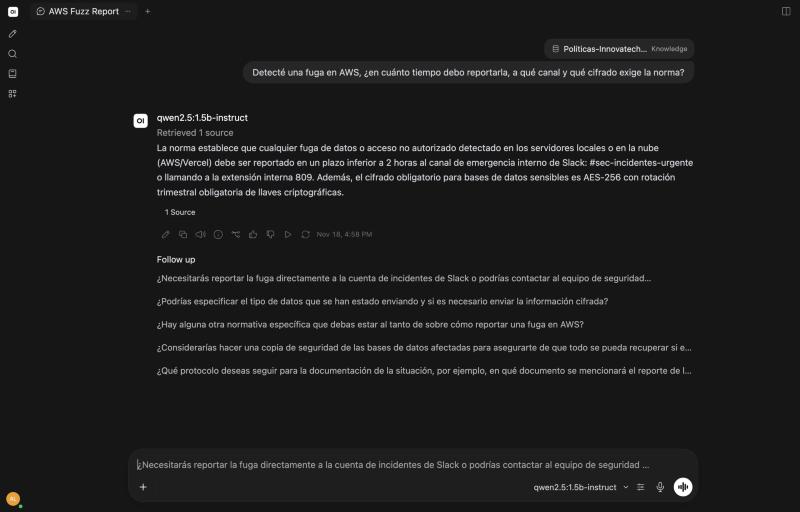 OI
AWS Fuzz Report
Políticas-Innovatech... Knowledge
Detecté una fuga en AWS, ¿en cuánto tiempo debo reportarla, a qué canal y qué cifrado exige la norma?
OI
qwen2.5:1.5b-instruct
Retrieved 1 source
La norma establece que cualquier fuga de datos o acceso no autorizado detectado en los servidores locales o en la nube
(AWS/Vercel) debe ser reportado en un plazo inferior a 2 horas al canal de emergencia interno de Slack: #sec-incidentes-urgente
o llamando a la extensión interna 809. Además, el cifrado obligatorio para bases de datos sensibles es AES-256 con rotación
trimestral obligatoria de llaves criptográficas.
1 Source
Nov 18, 4:58 PM
Follow up
¿Necesitarás reportar la fuga directamente a la cuenta de incidentes de Slack o podrías contactar al equipo de seguridad...
¿Podrías especificar el tipo de datos que se han estado enviando y si es necesario enviar la información cifrada?
¿Hay alguna otra normativa específica que debas estar al tanto de sobre cómo reportar una fuga en AWS?
¿Considerarías hacer una copia de seguridad de las bases de datos afectadas para asegurarte de que todo se pueda recuperar si e...
¿Qué protocolo deseas seguir para la documentación de la situación, por ejemplo, en qué documento se mencionará el reporte de l...
¿Necesitarás reportar la fuga directamente a la cuenta de incidentes de Slack o podrías contactar al equipo de seguridad ...
qwen2.5:1.5b-instruct
AL